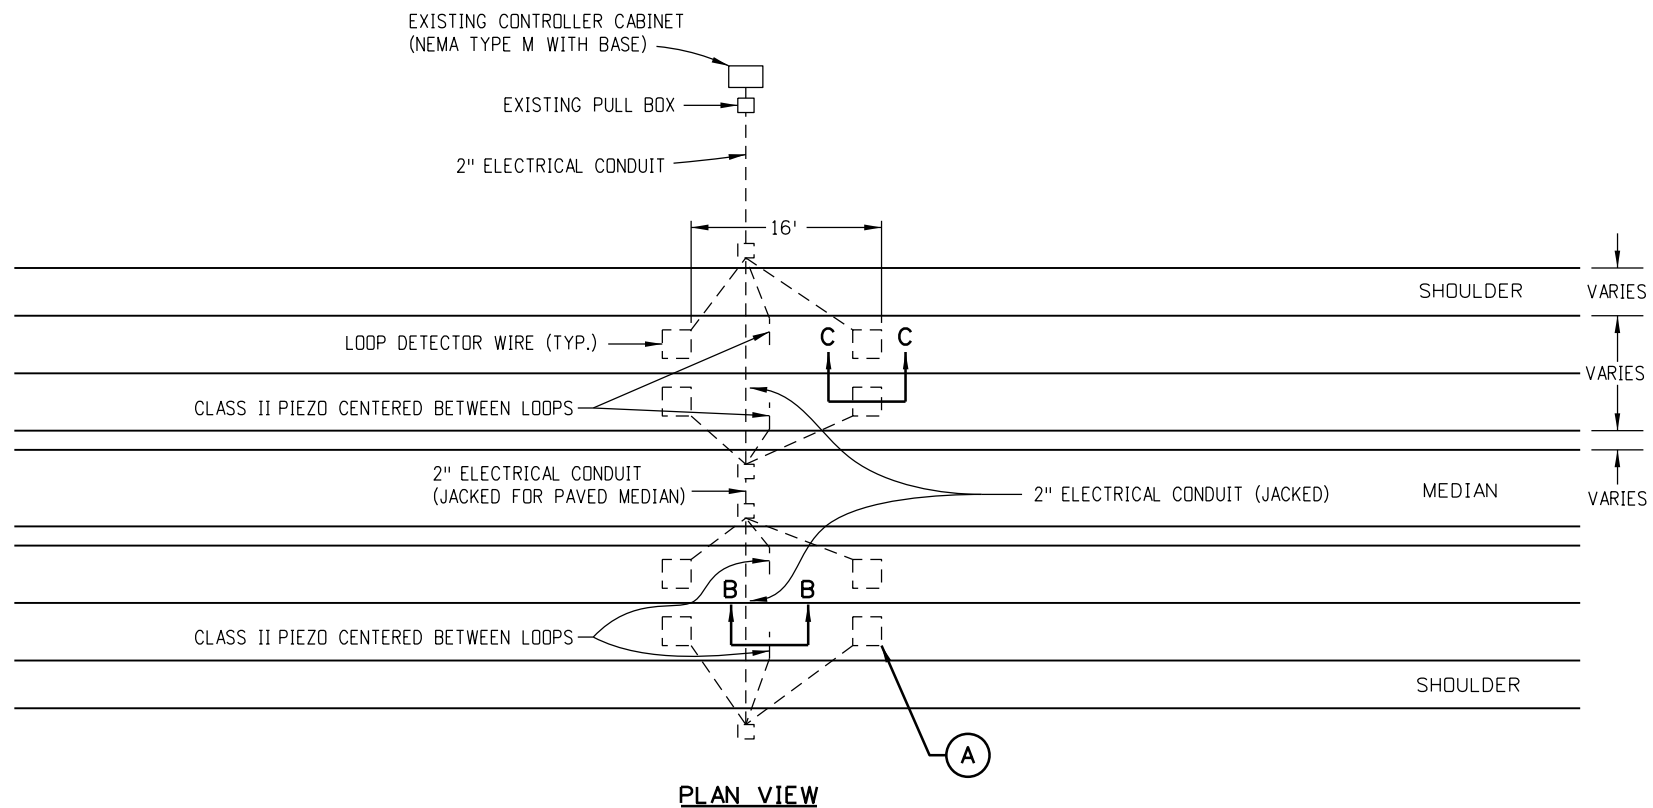 EXISTING CONTROLLER CABINET
(NEMA TYPE M WITH BASE)
EXISTING PULL BOX
2" ELECTRICAL CONDUIT
16'
SHOULDER
VARIES
LOOP DETECTOR WIRE (TYP.)
C C
VARIES
CLASS II PIEZO CENTERED BETWEEN LOOPS
2" ELECTRICAL CONDUIT
(JACKED FOR PAVED MEDIAN)
2" ELECTRICAL CONDUIT (JACKED)
MEDIAN
VARIES
B B
CLASS II PIEZO CENTERED BETWEEN LOOPS
SHOULDER
A
PLAN VIEW